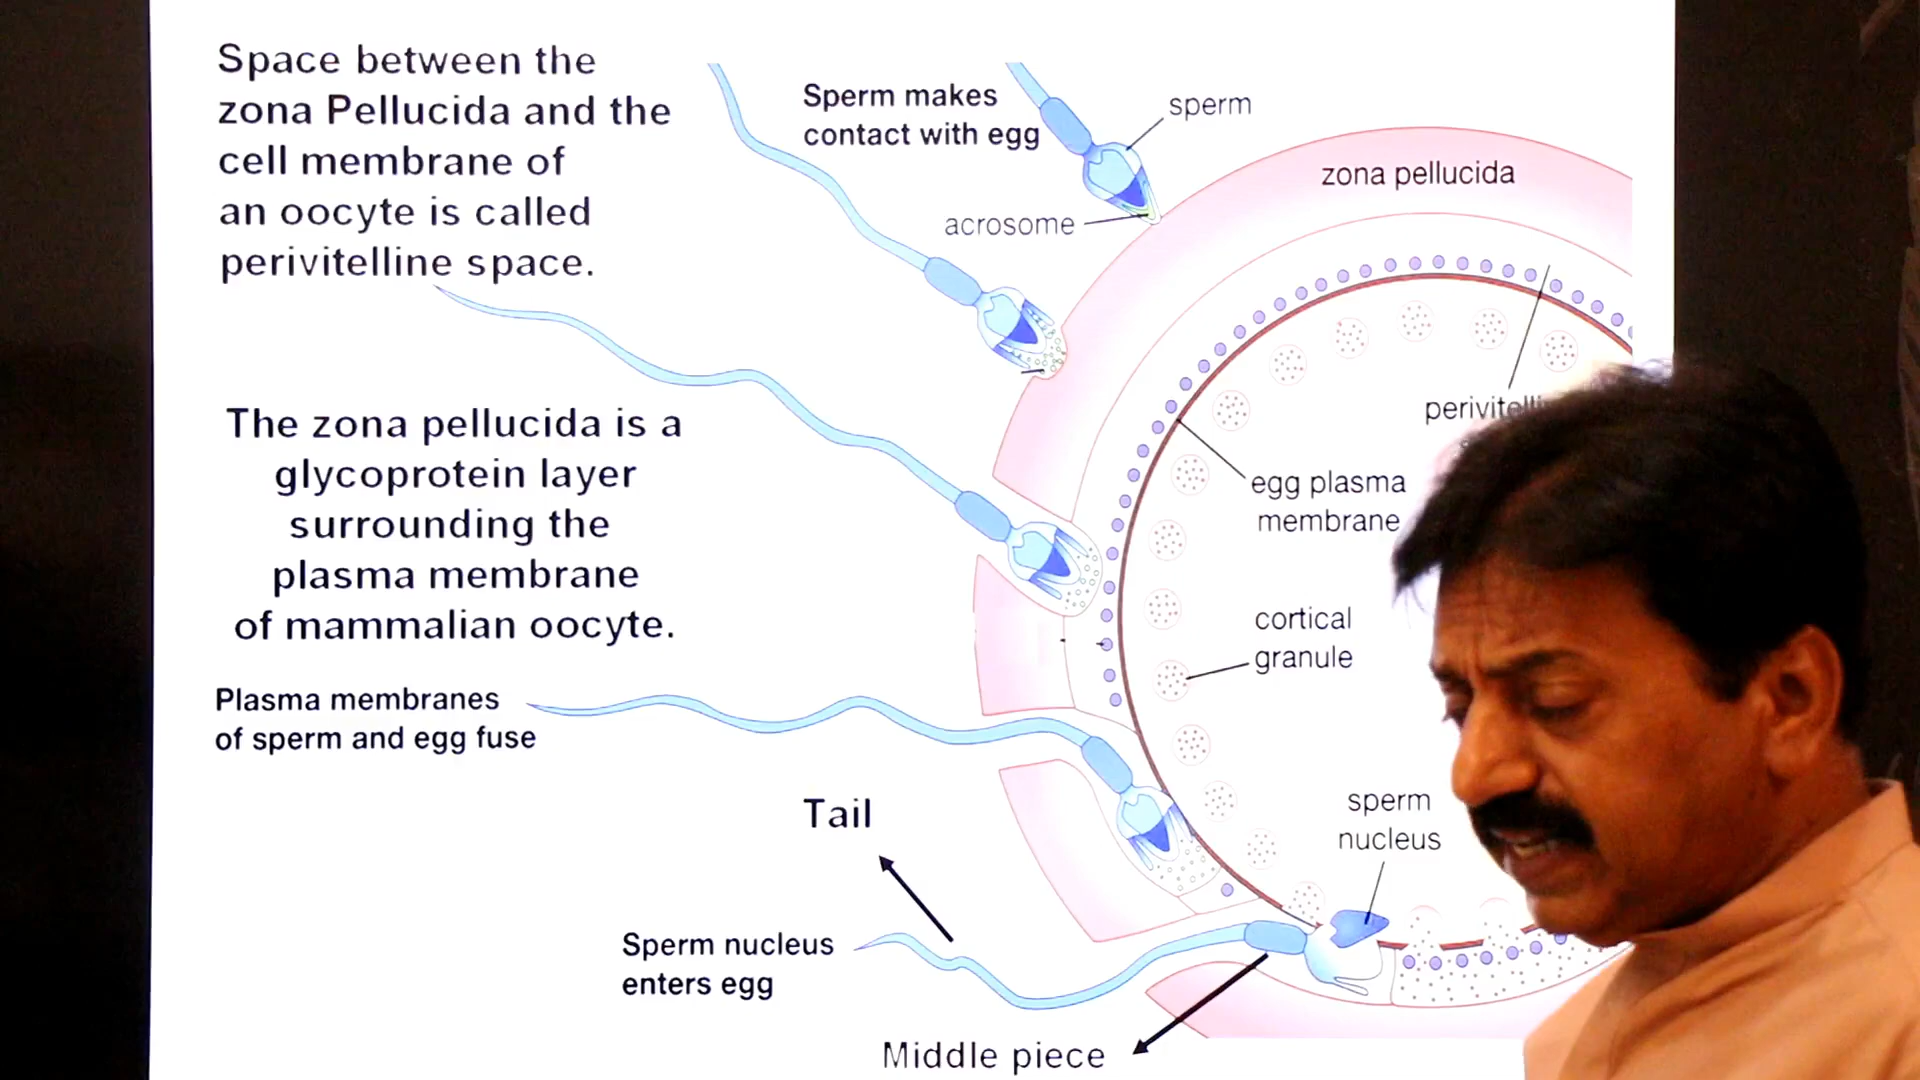 Space between the
zona Pellucida and the
cell membrane of
an oocyte is called
perivitelline space.
Sperm makes
contact with egg
sperm
acrosome
zona pellucida
The zona pellucida is a
glycoprotein layer
surrounding the
plasma membrane
of mammalian oocyte.
egg plasma
membrane
cortical
granule
Plasma membranes
of sperm and egg fuse
Tail
sperm
nucleus
Sperm nucleus
enters egg
Middle piece